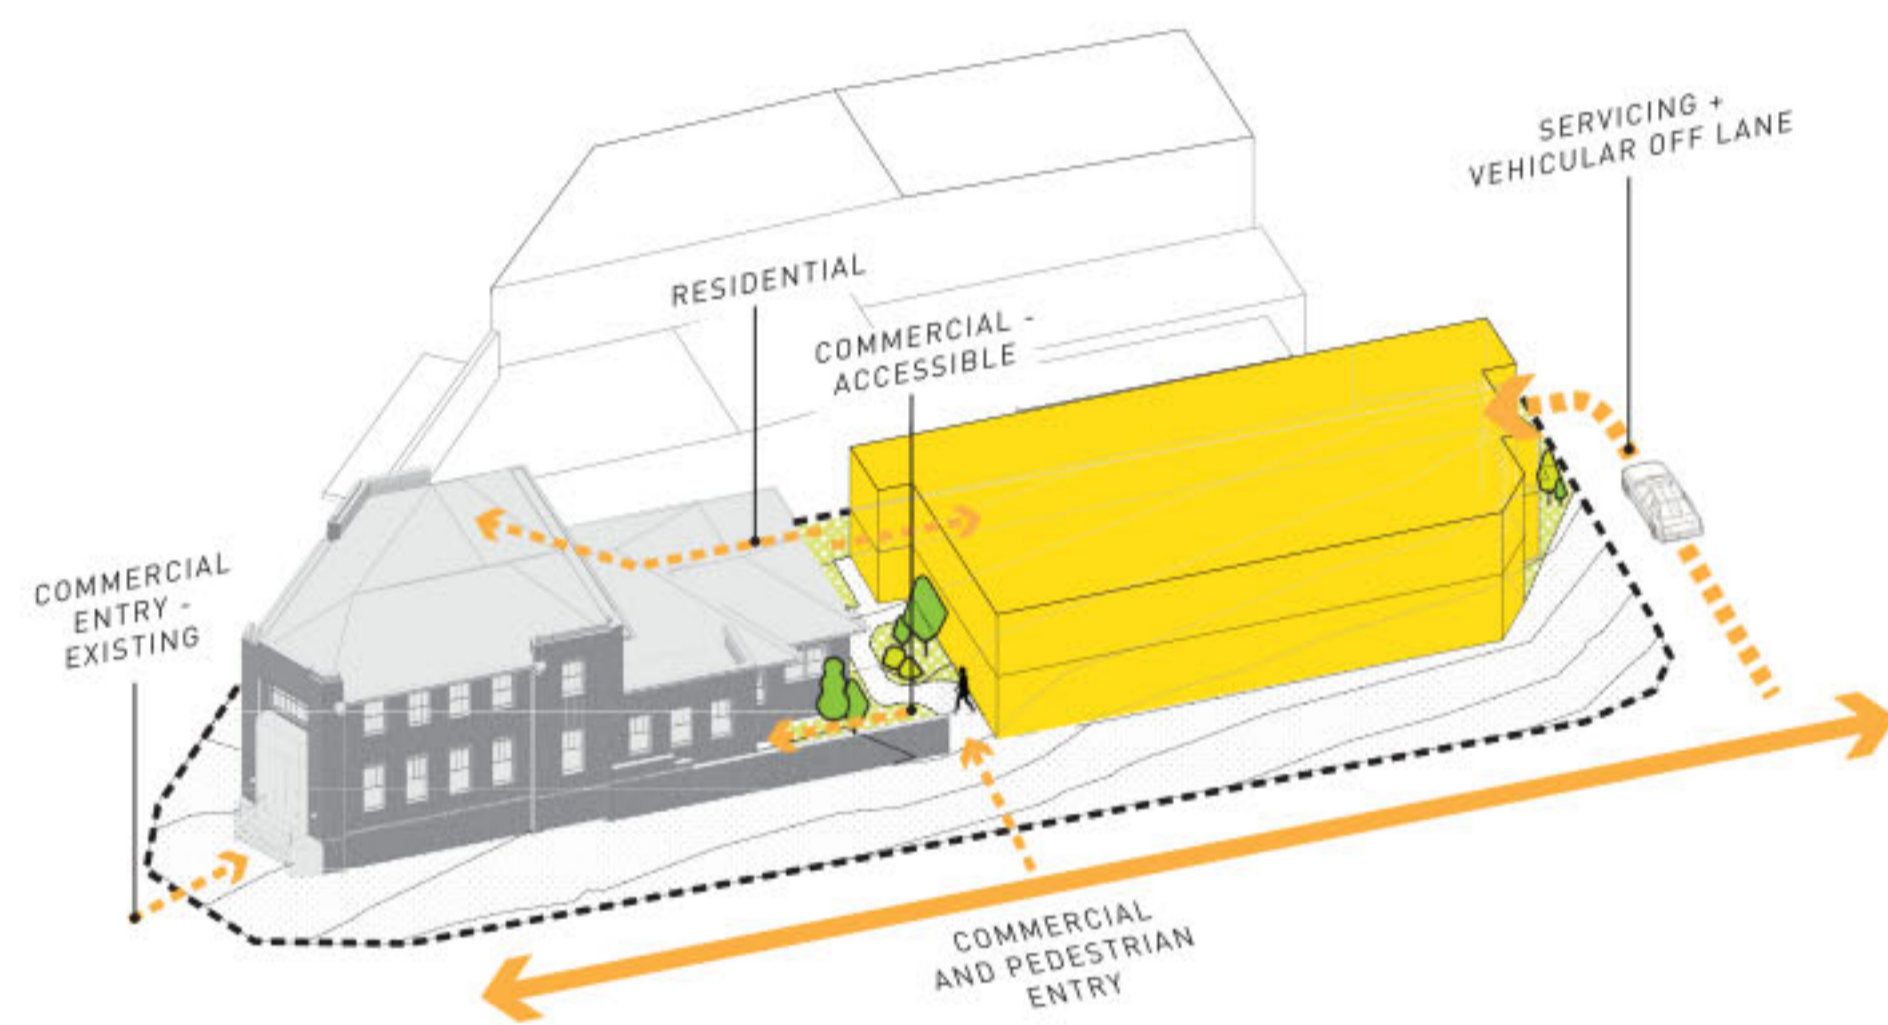 SERVICING +
VEHICULAR OFF LANE
RESIDENTIAL
COMMERCIAL -
ACCESSIBLE
COMMERCIAL
ENTRY -
EXISTING
COMMERCIAL
AND PEDESTRIAN
ENTRY